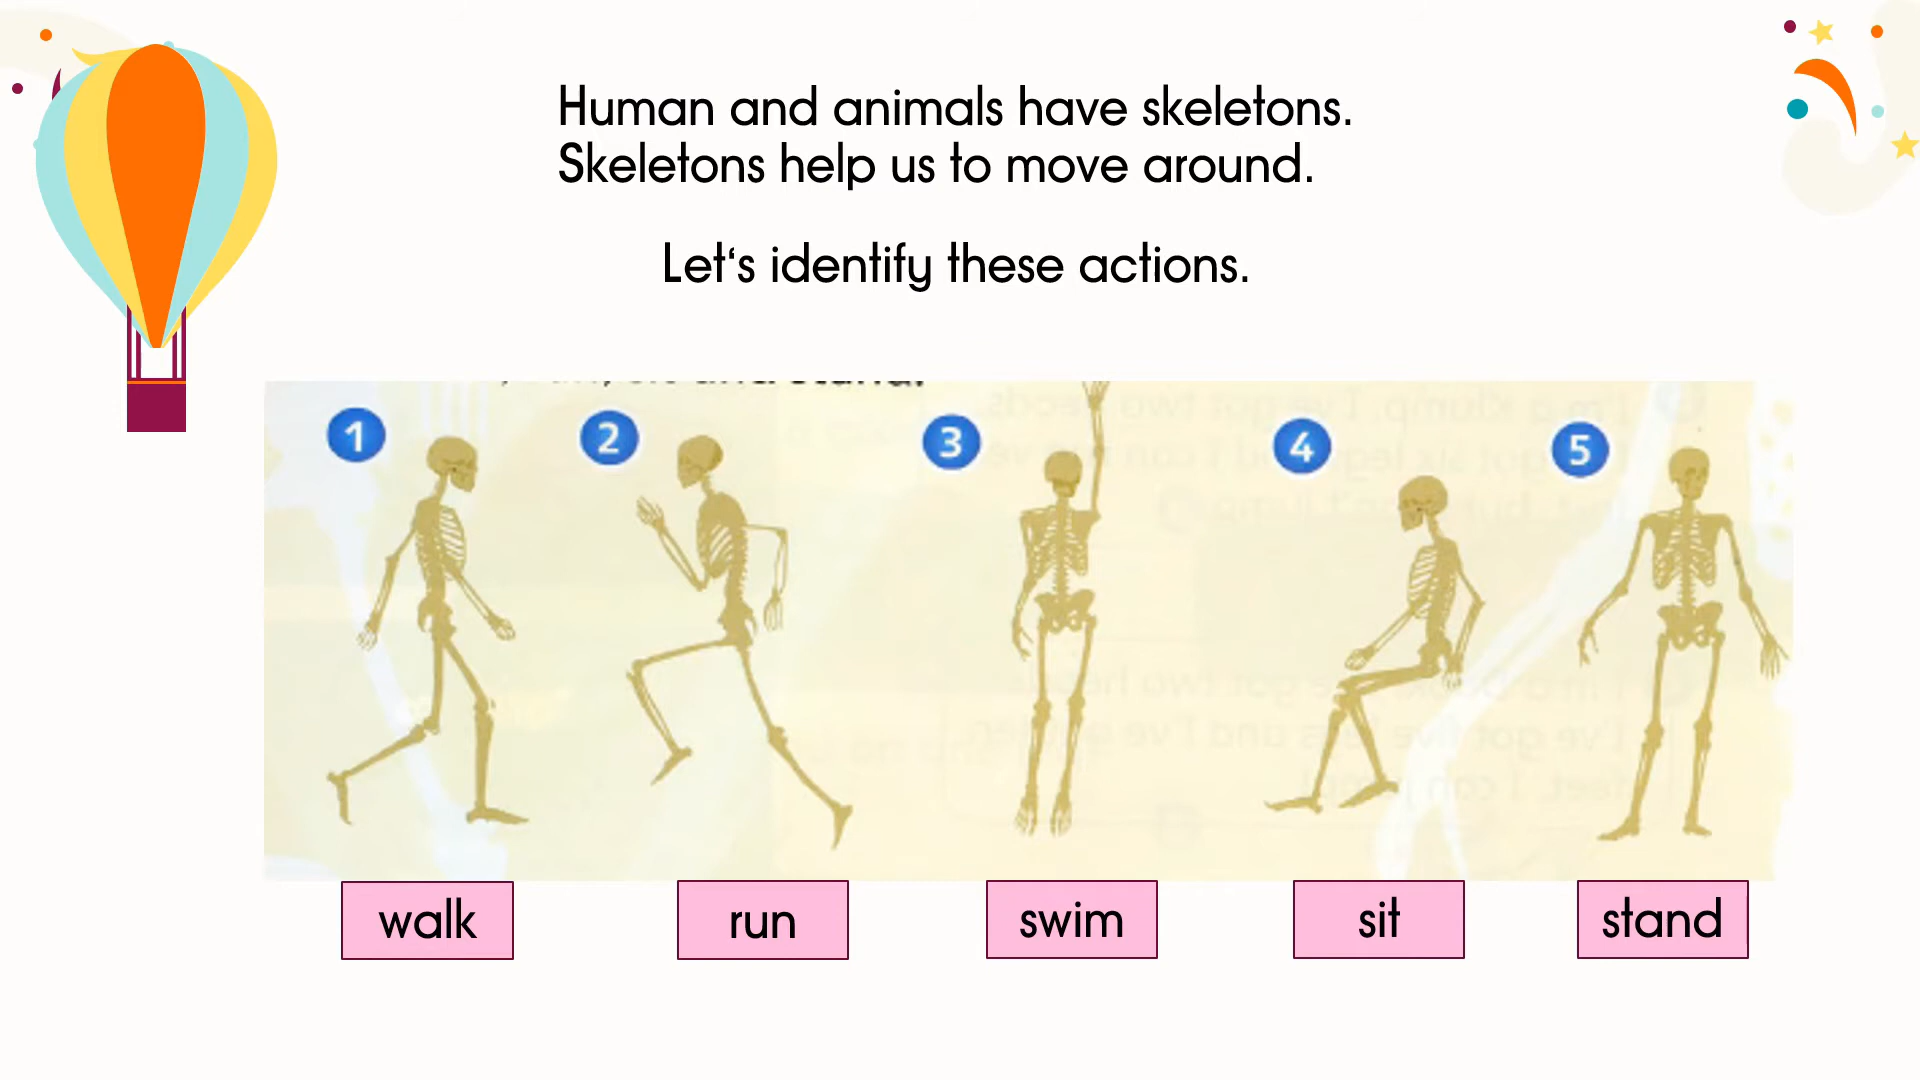 Human and animals have skeletons.
Skeletons help us to move around.
Let‘s identify these actions.
1 2 3 4 5
walk run swim sit stand